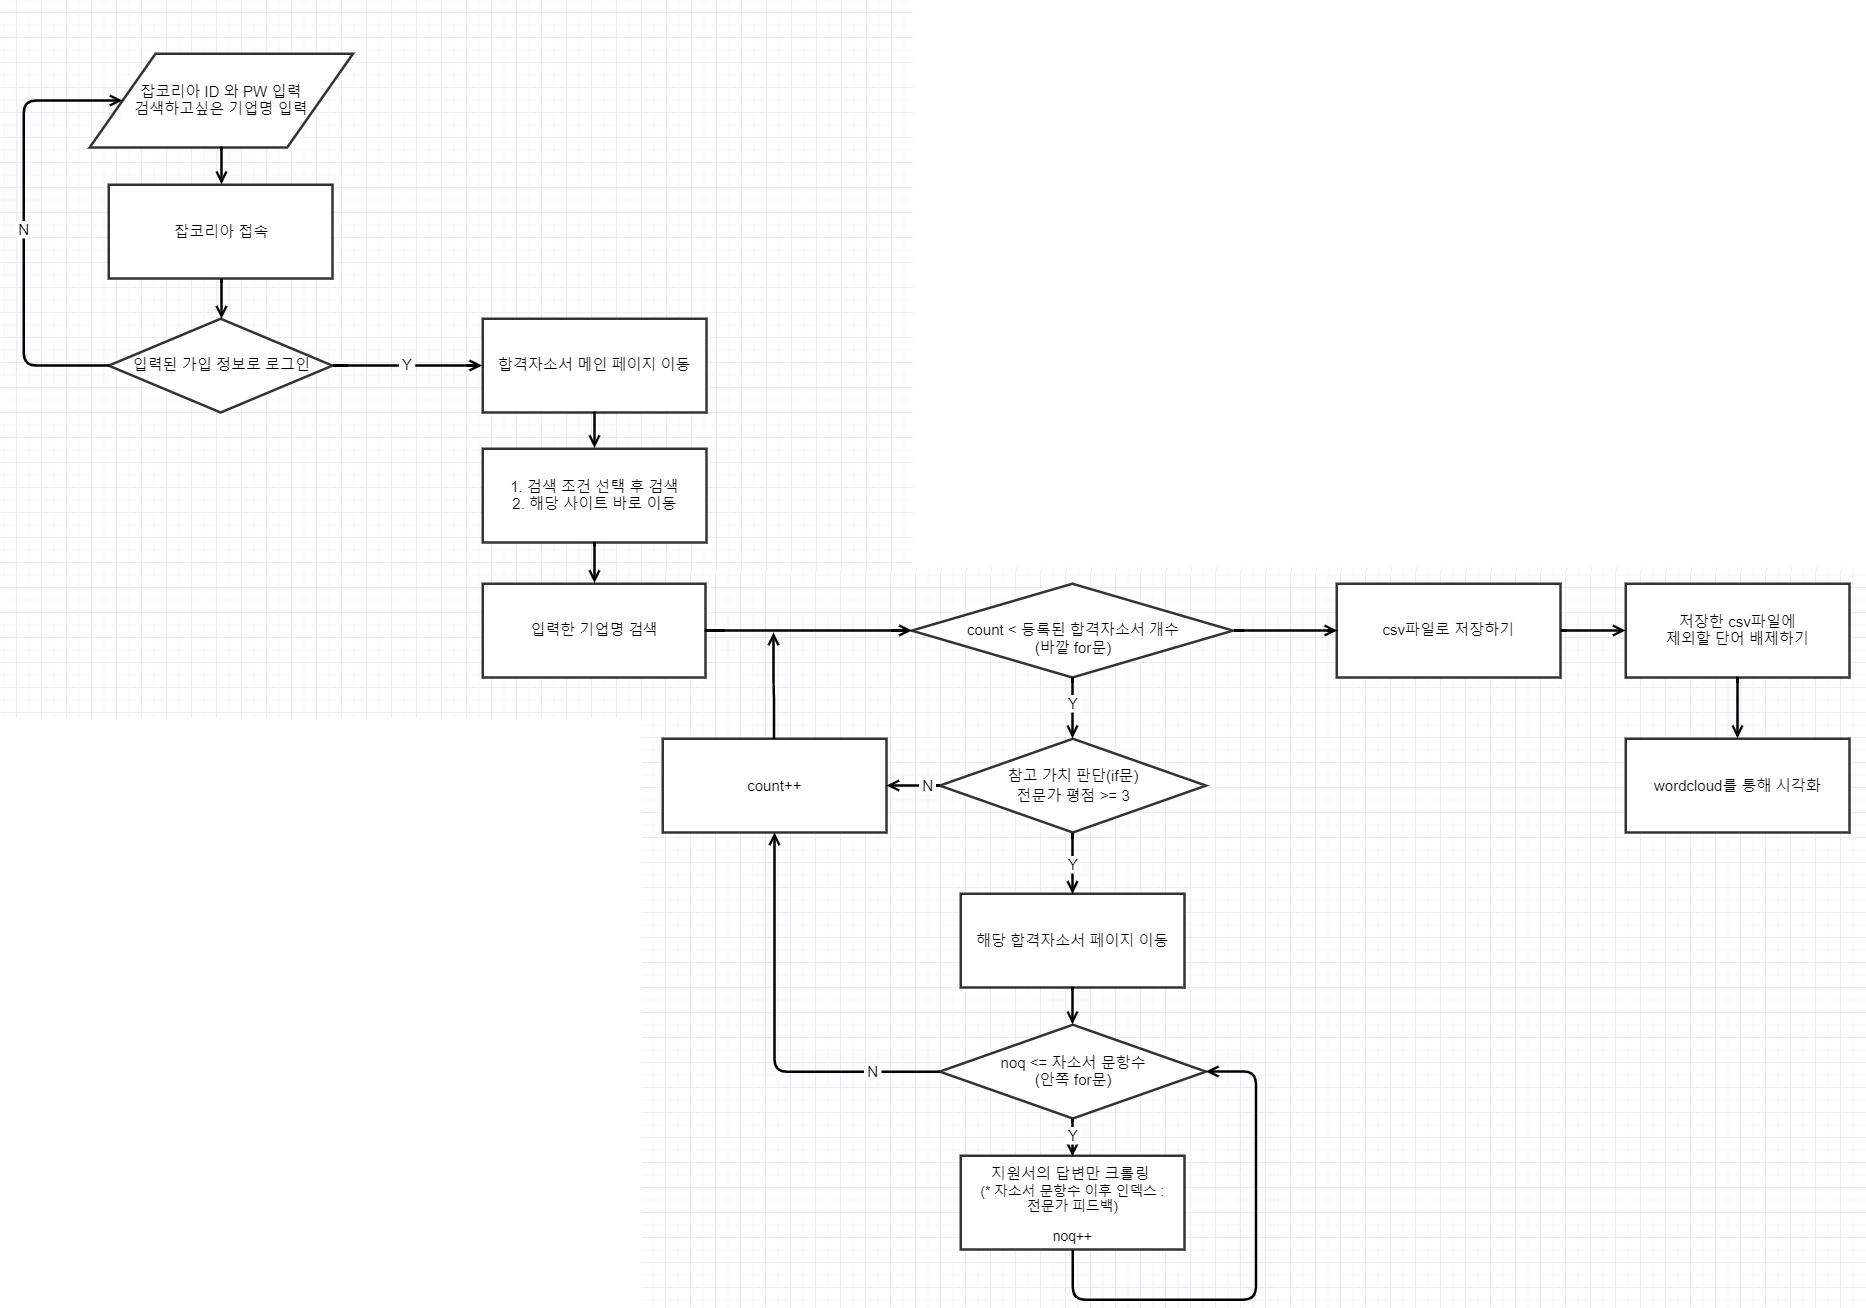 잡코리아 ID 와 PW 입력
검색하고싶은 기업명 입력
잡코리아 접속
N
입력된 가입 정보로 로그인
Y
합격자소서 메인 페이지 이동
1. 검색 조건 선택 후 검색
2. 해당 사이트 바로 이동
입력한 기업명 검색
count < 등록된 합격자소서 개수
(바깥 for문)
csv파일로 저장하기
저장한 csv파일에
제외할 단어 배제하기
Y
count++
N
참고 가치 판단(if문)
전문가 평점 >= 3
wordcloud를 통해 시각화
Y
해당 합격자소서 페이지 이동
noq <= 자소서 문항수
(안쪽 for문)
N
Y
지원서의 답변만 크롤링
(* 자소서 문항수 이후 인덱스 :
전문가 피드백)
noq++